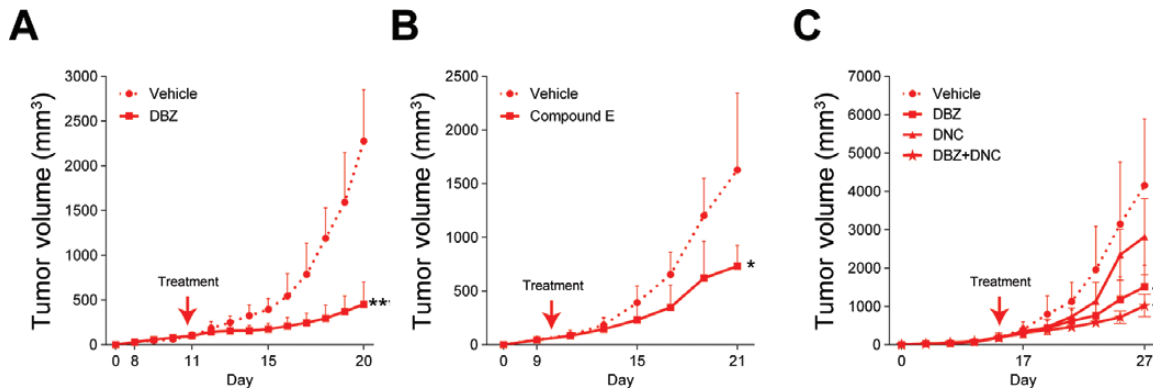 A
Tumor volume (mm³)
3000
2500
2000
1500
1000
500
0
Vehicle
DBZ
Treatment
**
0 8 11 15 20
Day
B
Tumor volume (mm³)
2500
2000
1500
1000
500
0
Vehicle
Compound E
Treatment
*
0 9 15 21
Day
C
Tumor volume (mm³)
7000
6000
5000
4000
3000
2000
1000
0
Vehicle
DBZ
DNC
DBZ+DNC
Treatment
0 17 27
Day